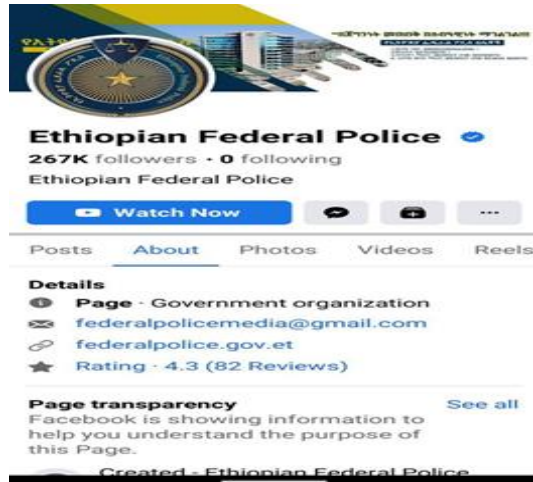 Ethiopian Federal Police
267K followers · 0 following
Ethiopian Federal Police
Watch Now
Posts About Photos Videos Reels
Details
Page · Government organization
federalpolicemedia@gmail.com
federalpolice.gov.et
Rating · 4.3 (82 Reviews)
Page transparency See all
Facebook is showing information to
help you understand the purpose of
this Page.
Created - Ethiopian Federal Police